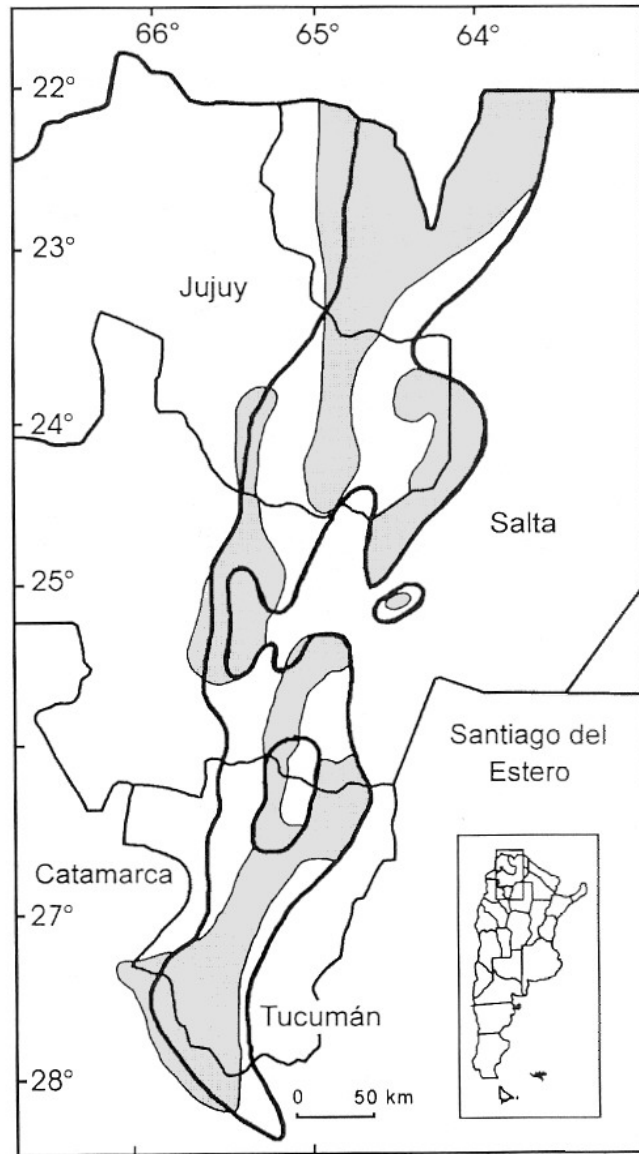 66° 65° 64°
22°
23°
Jujuy
24°
Salta
25°
Santiago del
Estero
Catamarca
27°
Tucumán
28°
0 50 km